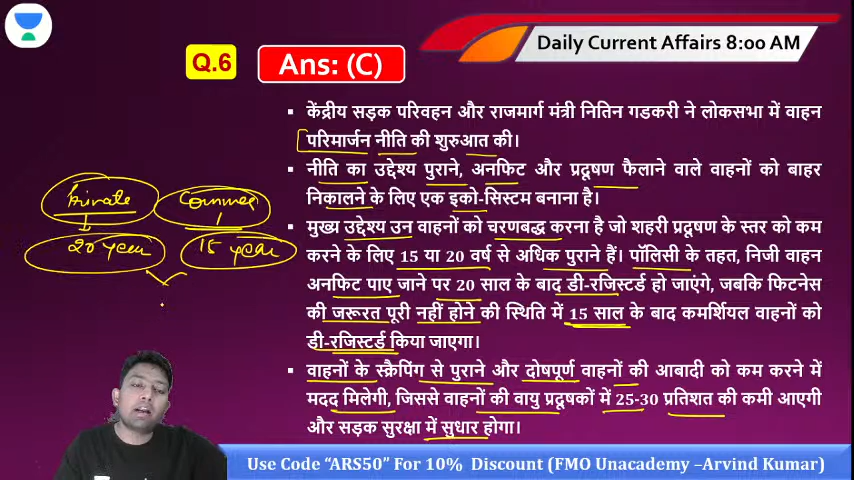 Daily Current Affairs 8:00 AM
Q.6
Ans: (C)
▪ केंद्रीय सड़क परिवहन और राजमार्ग मंत्री नितिन गडकरी ने लोकसभा में वाहन
परिमार्जन नीति की शुरुआत की।
▪ नीति का उद्देश्य पुराने, अनफिट और प्रदूषण फैलाने वाले वाहनों को बाहर
निकालने के लिए एक इको-सिस्टम बनाना है।
▪ मुख्य उद्देश्य उन वाहनों को चरणबद्ध करना है जो शहरी प्रदूषण के स्तर को कम
करने के लिए 15 या 20 वर्ष से अधिक पुराने हैं। पॉलिसी के तहत, निजी वाहन
अनफिट पाए जाने पर 20 साल के बाद डी-रजिस्टर्ड हो जाएंगे, जबकि फिटनेस
की जरूरत पूरी नहीं होने की स्थिति में 15 साल के बाद कमर्शियल वाहनों को
डी-रजिस्टर्ड किया जाएगा।
▪ वाहनों के स्क्रैपिंग से पुराने और दोषपूर्ण वाहनों की आबादी को कम करने में
मदद मिलेगी, जिससे वाहनों की वायु प्रदूषकों में 25-30 प्रतिशत की कमी आएगी
और सड़क सुरक्षा में सुधार होगा।
Private
20 year 15 year
Use Code “ARS50” For 10% Discount (FMO Unacademy –Arvind Kumar)